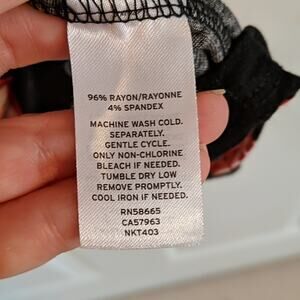 96% RAYON/RAYONNE
4% SPANDEX
MACHINE WASH COLD.
SEPARATELY.
GENTLE CYCLE.
ONLY NON-CHLORINE
BLEACH IF NEEDED.
TUMBLE DRY LOW
REMOVE PROMPTLY.
COOL IRON IF NEEDED.
RN58665
CA57963
NKT403